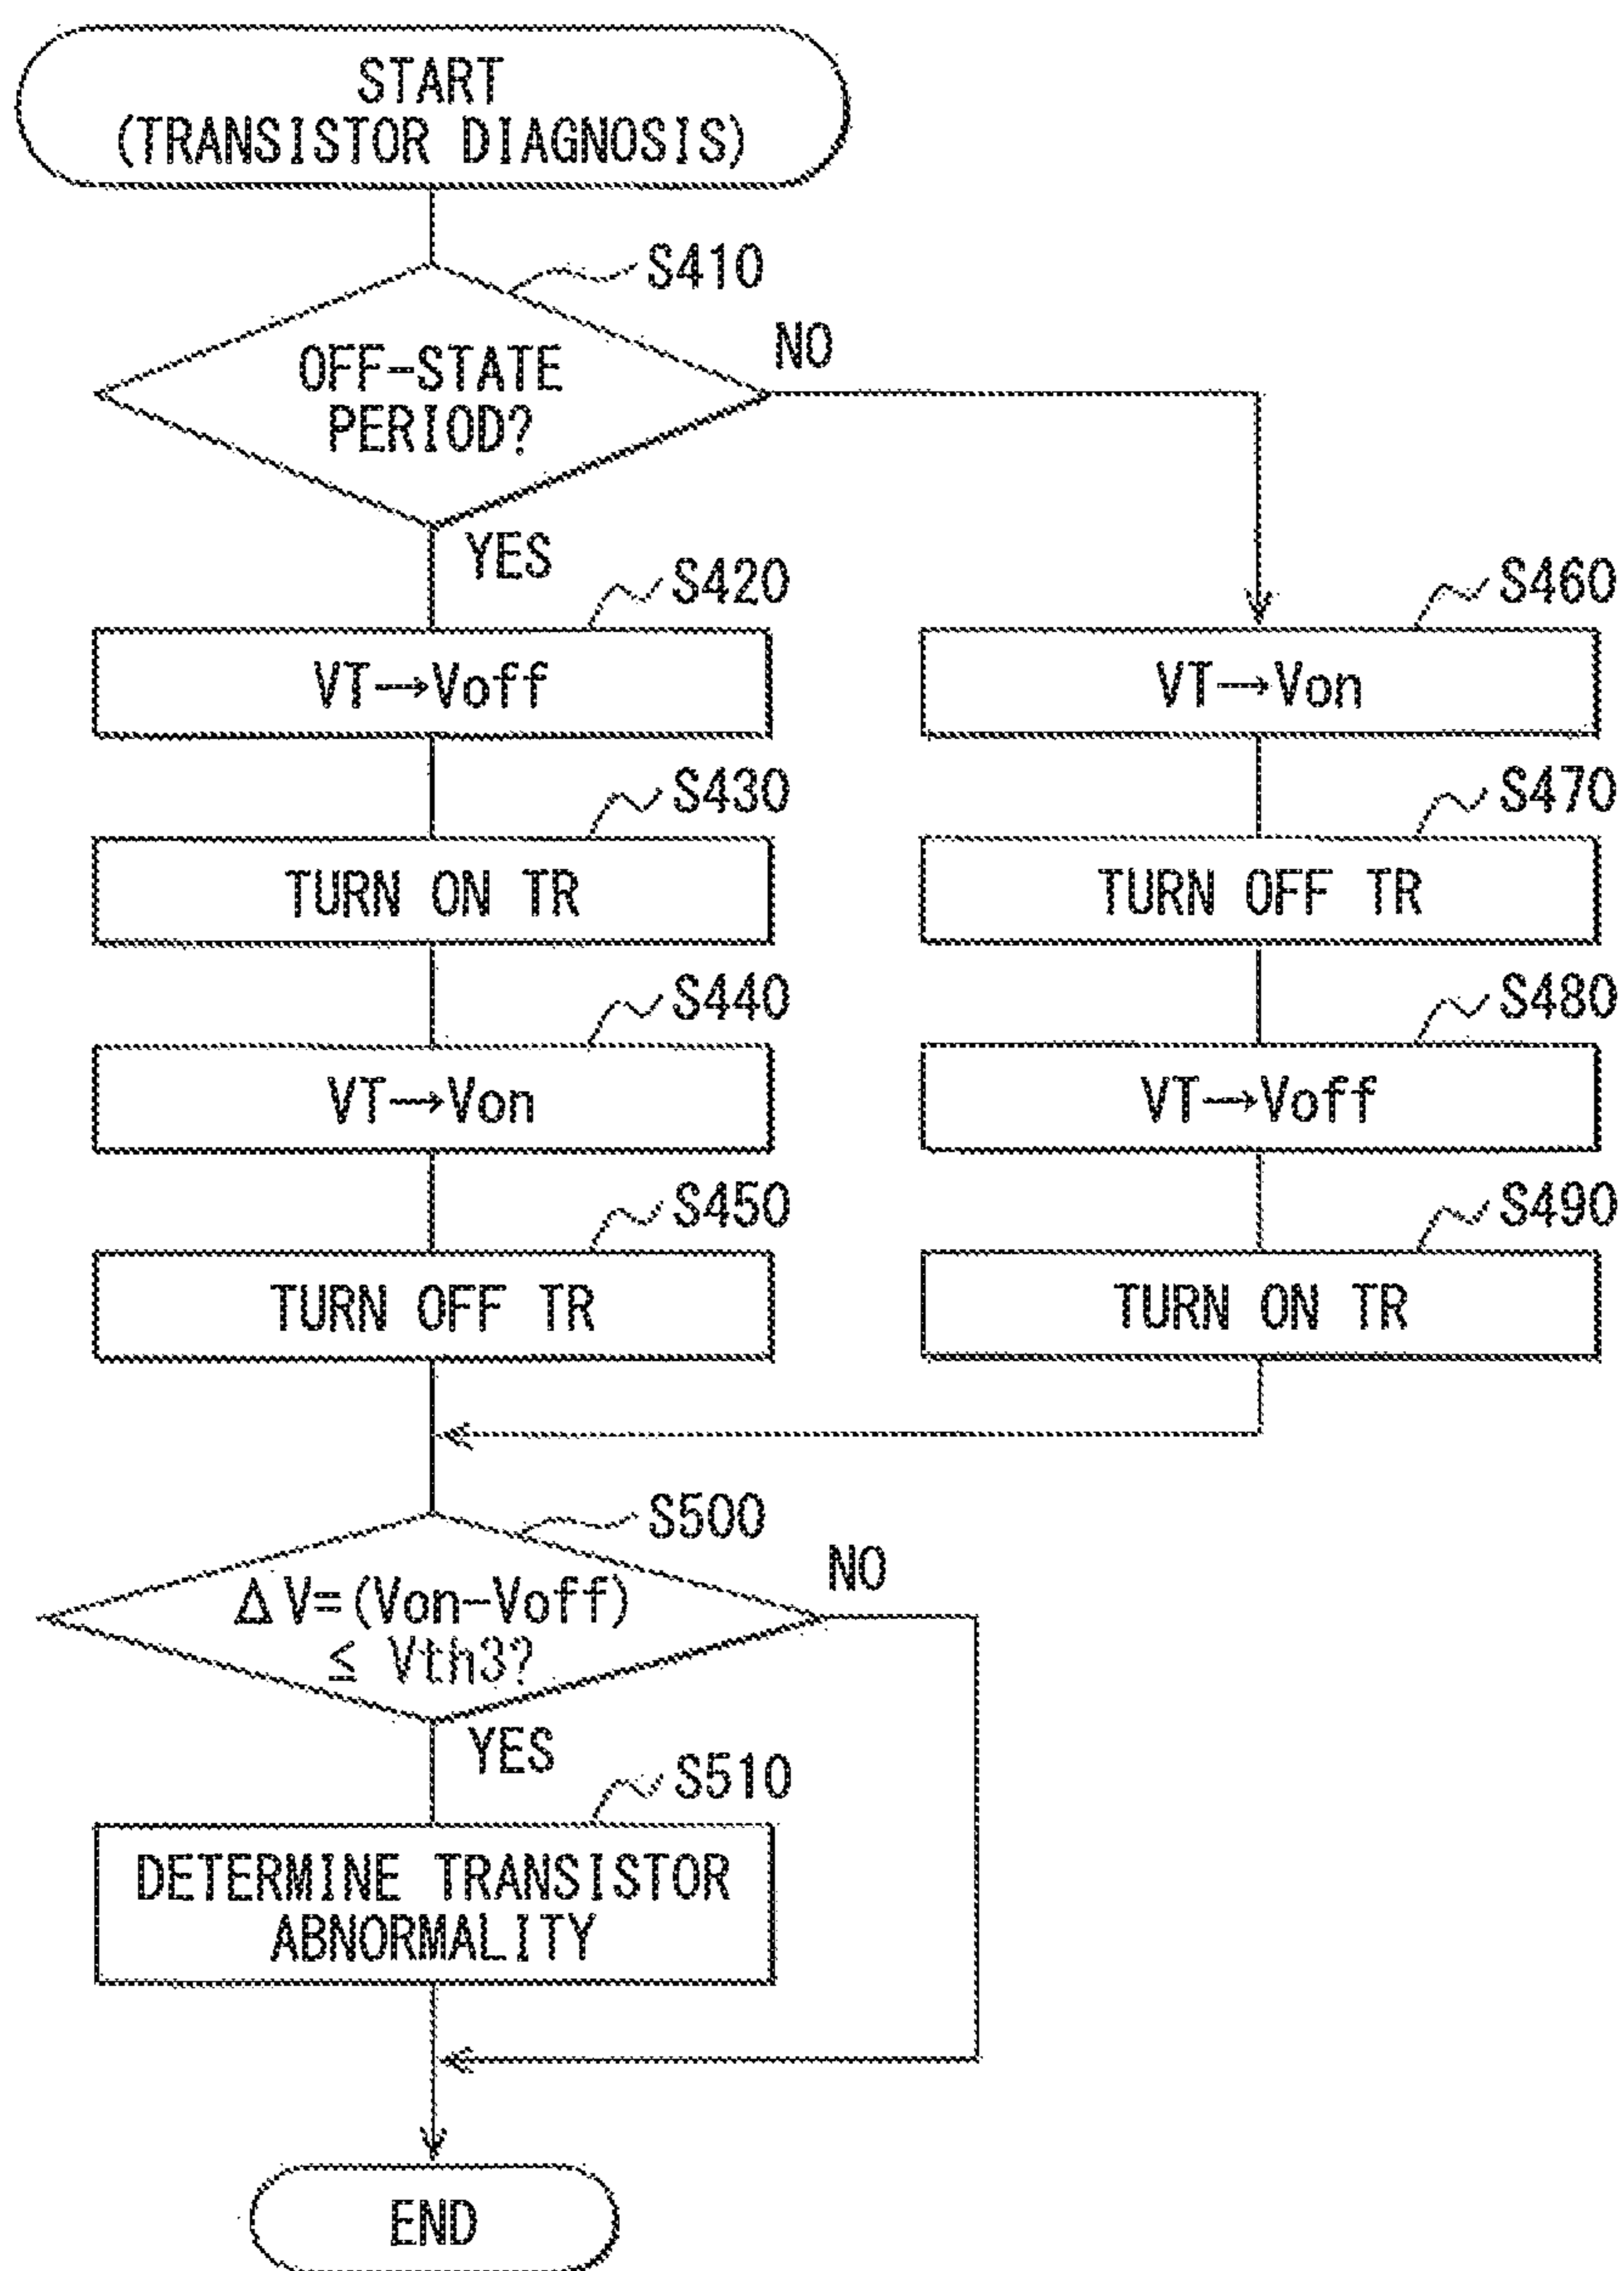 START
(TRANSISTOR DIAGNOSIS)
S410
OFF-STATE
PERIOD?
NO
YES
S420
VT→Voff
S430
TURN ON TR
S440
VT→Von
S450
TURN OFF TR
S460
VT→Von
S470
TURN OFF TR
S480
VT→Voff
S490
TURN ON TR
S500
ΔV=(Von-Voff)
≤ Vth3?
NO
YES
S510
DETERMINE TRANSISTOR
ABNORMALITY
END